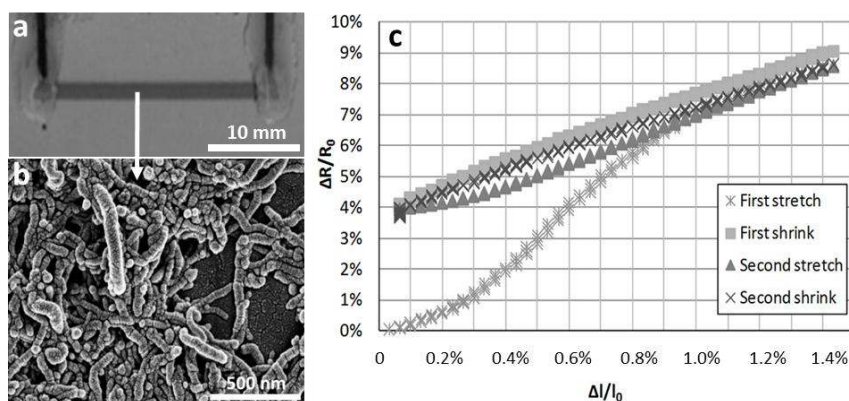 a
10 mm
b
500 nm
c
ΔR/R₀
10%
9%
8%
7%
6%
5%
4%
3%
2%
1%
0%
0 0.2% 0.4% 0.6% 0.8% 1.0% 1.2% 1.4%
Δl/l₀
First stretch
First shrink
Second stretch
Second shrink